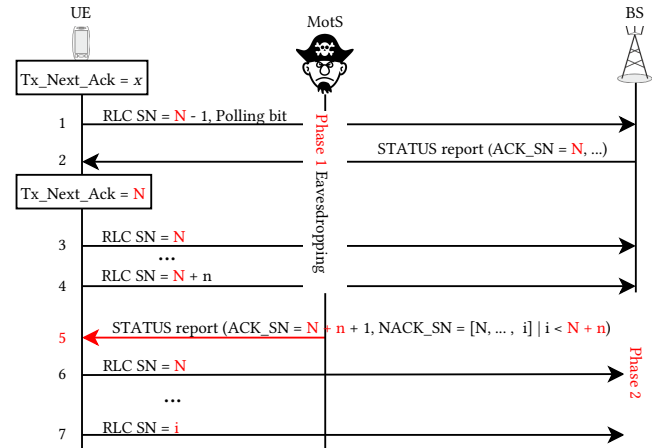 UE
MotS
BS
Tx_Next_Ack = x
1
RLC SN = N - 1, Polling bit
2
STATUS report (ACK_SN = N, ...)
Tx_Next_Ack = N
Phase 1 Eavesdropping
3
RLC SN = N
...
4
RLC SN = N + n
5
STATUS report (ACK_SN = N + n + 1, NACK_SN = [N, ... , i] | i < N + n)
6
RLC SN = N
Phase 2
...
7
RLC SN = i